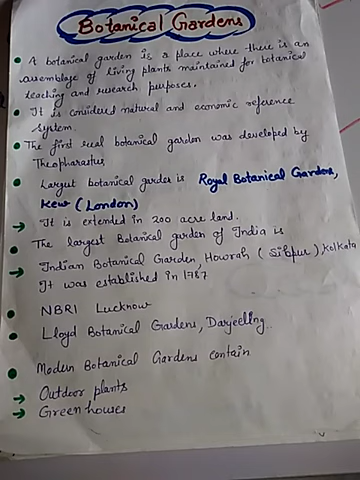 Botanical Gardens
• A botanical garden is a place where there is an
assemblage of living plants maintained for botanical
teaching and research purposes.
• It is considered natural and economic reference
system.
• The first real botanical garden was developed by
Theopharastus
• Largest botanical garden is Royal Botanical Gardens,
Kew (London)
→ It is extended in 200 acre land.
• The largest Botanical garden of India is
→ Indian Botanical Garden, Howrah (Sibpur), Kolkata
It was established in 1787
• NBRI Lucknow
• Lloyd Botanical Gardens, Darjeeling..
• Modern Botanical Gardens contain
→ Outdoor plants
→ Green houses